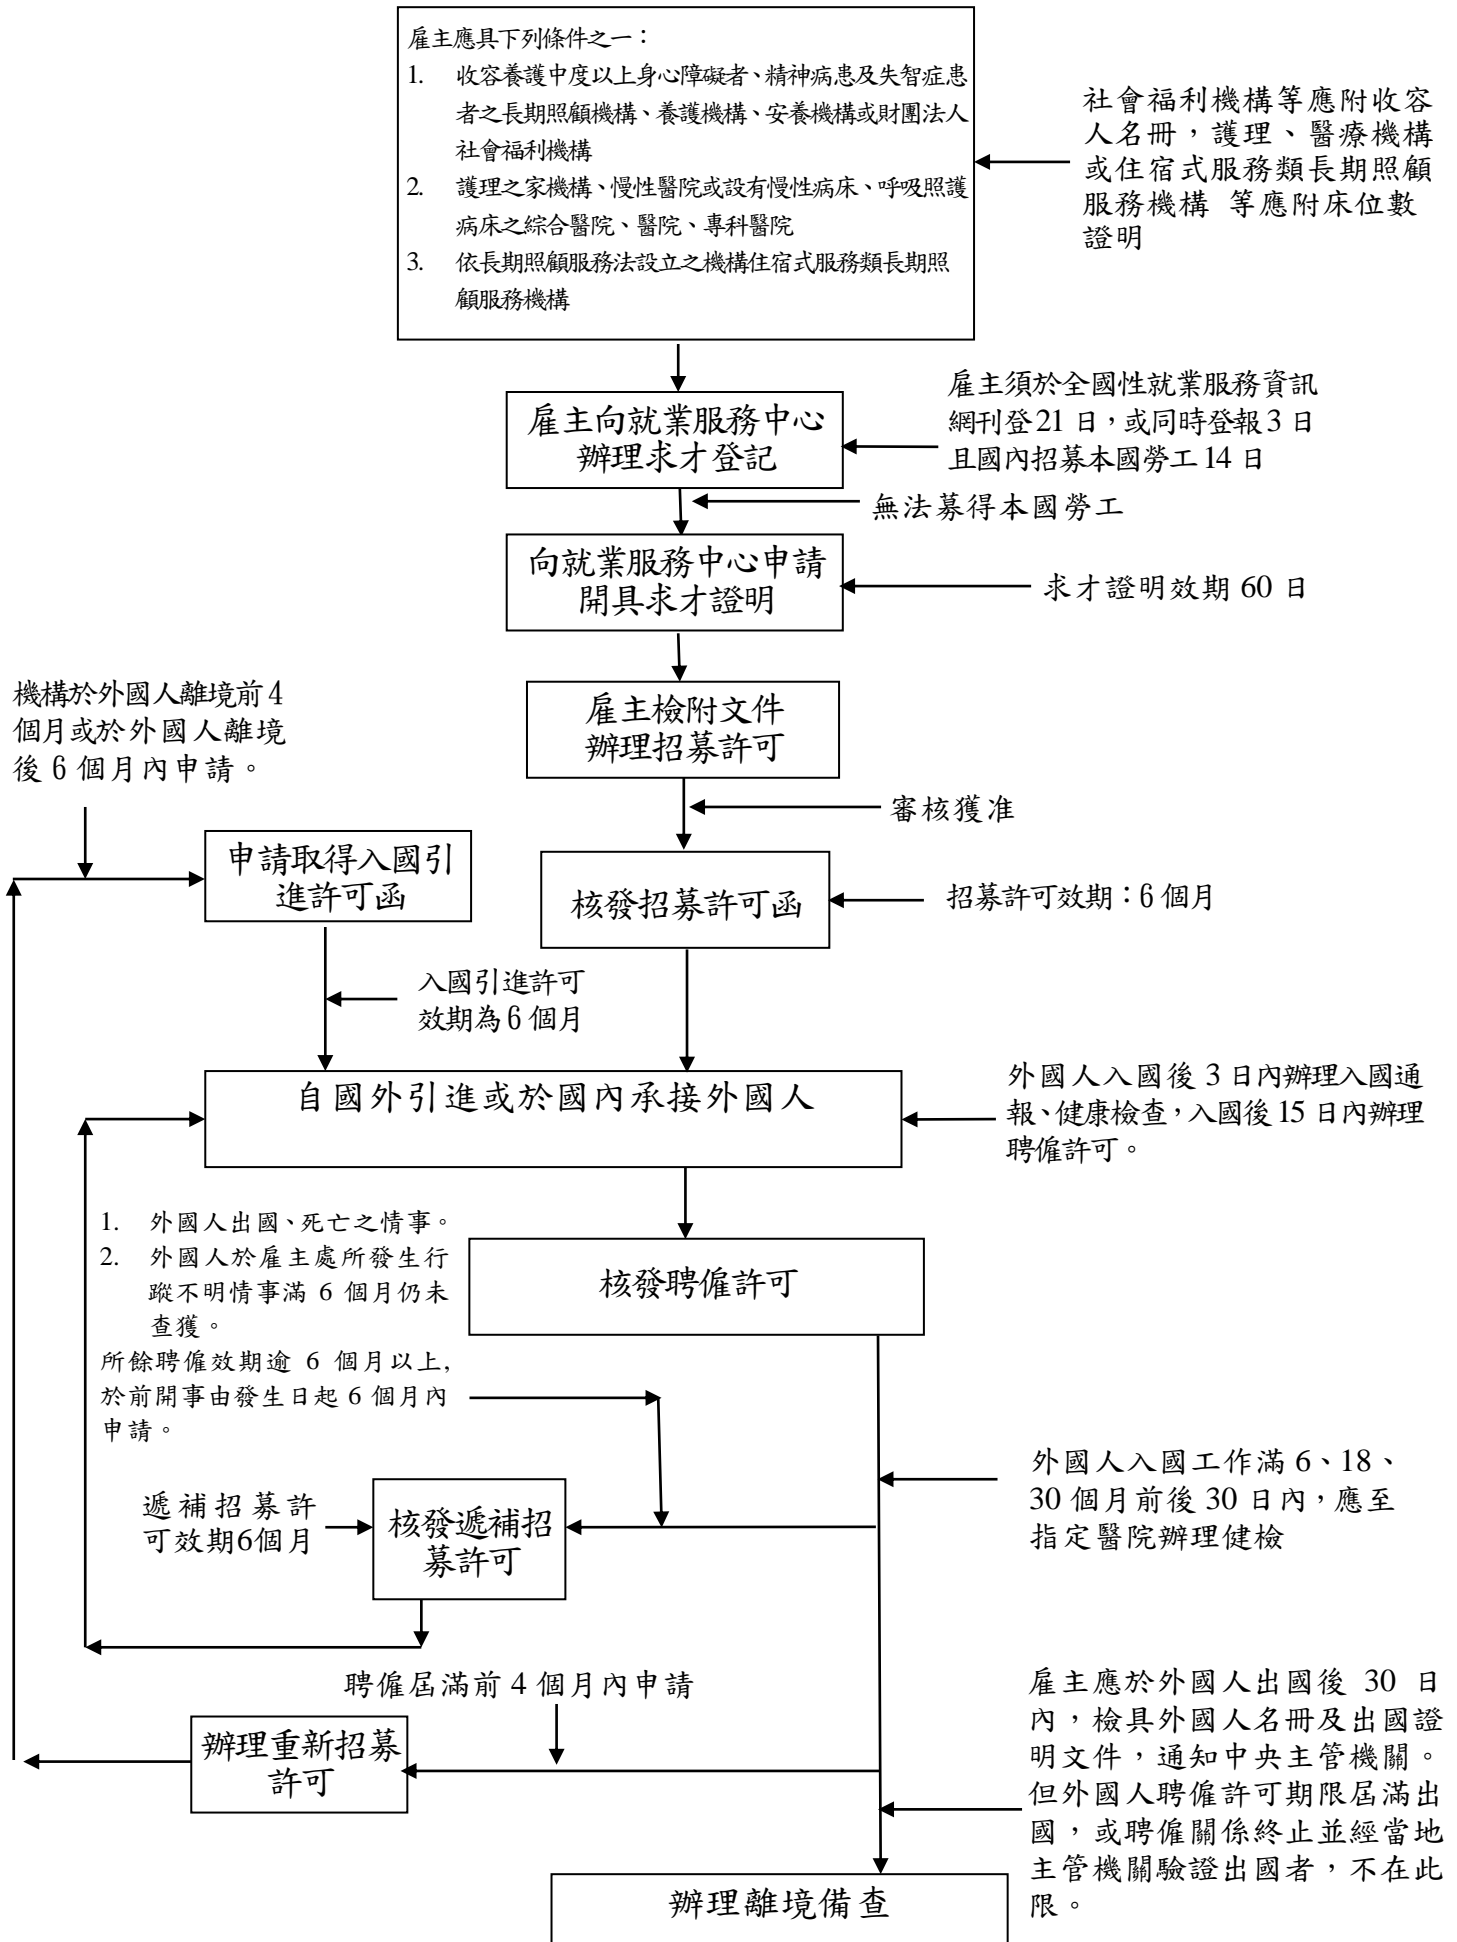 雇主應具下列條件之一：
1. 收容養護中度以上身心障礙者、精神病患及失智症患
者之長期照顧機構、養護機構、安養機構或財團法人
社會福利機構
2. 護理之家機構、慢性醫院或設有慢性病床、呼吸照護
病床之綜合醫院、醫院、專科醫院
3. 依長期照顧服務法設立之機構住宿式服務類長期照
顧服務機構
社會福利機構等應附收容
人名冊，護理、醫療機構
或住宿式服務類長期照顧
服務機構 等應附床位數
證明
雇主向就業服務中心
辦理求才登記
雇主須於全國性就業服務資訊
網刊登21 日，或同時登報3 日
且國內招募本國勞工14 日
無法募得本國勞工
向就業服務中心申請
開具求才證明
求才證明效期 60 日
雇主檢附文件
辦理招募許可
機構於外國人離境前4
個月或於外國人離境
後 6 個月內申請。
審核獲准
申請取得入國引
進許可函
核發招募許可函
招募許可效期：6 個月
入國引進許可
效期為6 個月
自國外引進或於國內承接外國人
外國人入國後 3 日內辦理入國通
報、健康檢查，入國後 15 日內辦理
聘僱許可。
1. 外國人出國、死亡之情事。
2. 外國人於雇主處所發生行
蹤不明情事滿 6 個月仍未
查獲。
所餘聘僱效期逾 6 個月以上,
於前開事由發生日起 6 個月內
申請。
核發聘僱許可
外國人入國工作滿 6、18、
30 個月前後 30 日內，應至
指定醫院辦理健檢
遞補招募許
可效期6個月
核發遞補招
募許可
聘僱屆滿前 4 個月內申請
辦理重新招募
許可
雇主應於外國人出國後 30 日
內，檢具外國人名冊及出國證
明文件，通知中央主管機關。
但外國人聘僱許可期限屆滿出
國，或聘僱關係終止並經當地
主管機關驗證出國者，不在此
限。
辦理離境備查